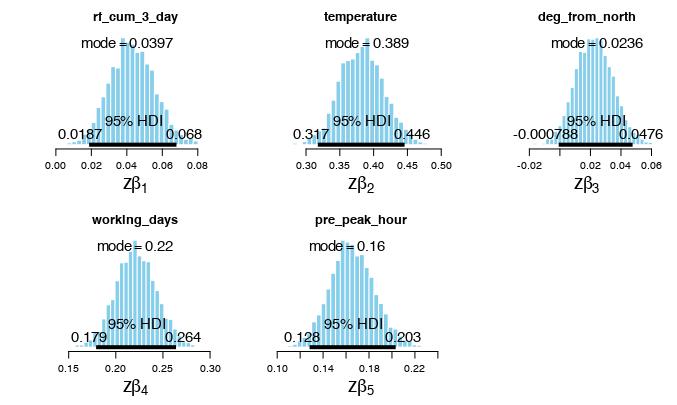 rf_cum_3_day temperature deg_from_north
mode = 0.0397 mode = 0.389 mode = 0.0236
95% HDI 95% HDI 95% HDI
0.0187 0.068 0.317 0.446 -0.000788 0.0476
0.00 0.02 0.04 0.06 0.08 0.30 0.35 0.40 0.45 0.50 -0.02 0.02 0.04 0.06
zβ1 zβ2 zβ3
working_days pre_peak_hour
mode = 0.22 mode = 0.16
95% HDI 95% HDI
0.179 0.264 0.128 0.203
0.15 0.20 0.25 0.30 0.10 0.14 0.18 0.22
zβ4 zβ5